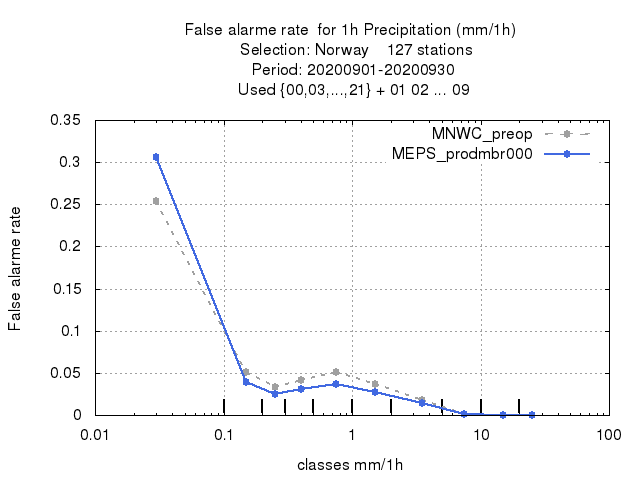 False alarme rate for 1h Precipitation (mm/1h)
Selection: Norway 127 stations
Period: 20200901-20200930
Used {00,03,...,21} + 01 02 ... 09
MNWC_preop
MEPS_prodmbr000
0.35
0.3
0.25
0.2
0.15
0.1
0.05
0
False alarme rate
0.01 0.1 1 10 100
classes mm/1h